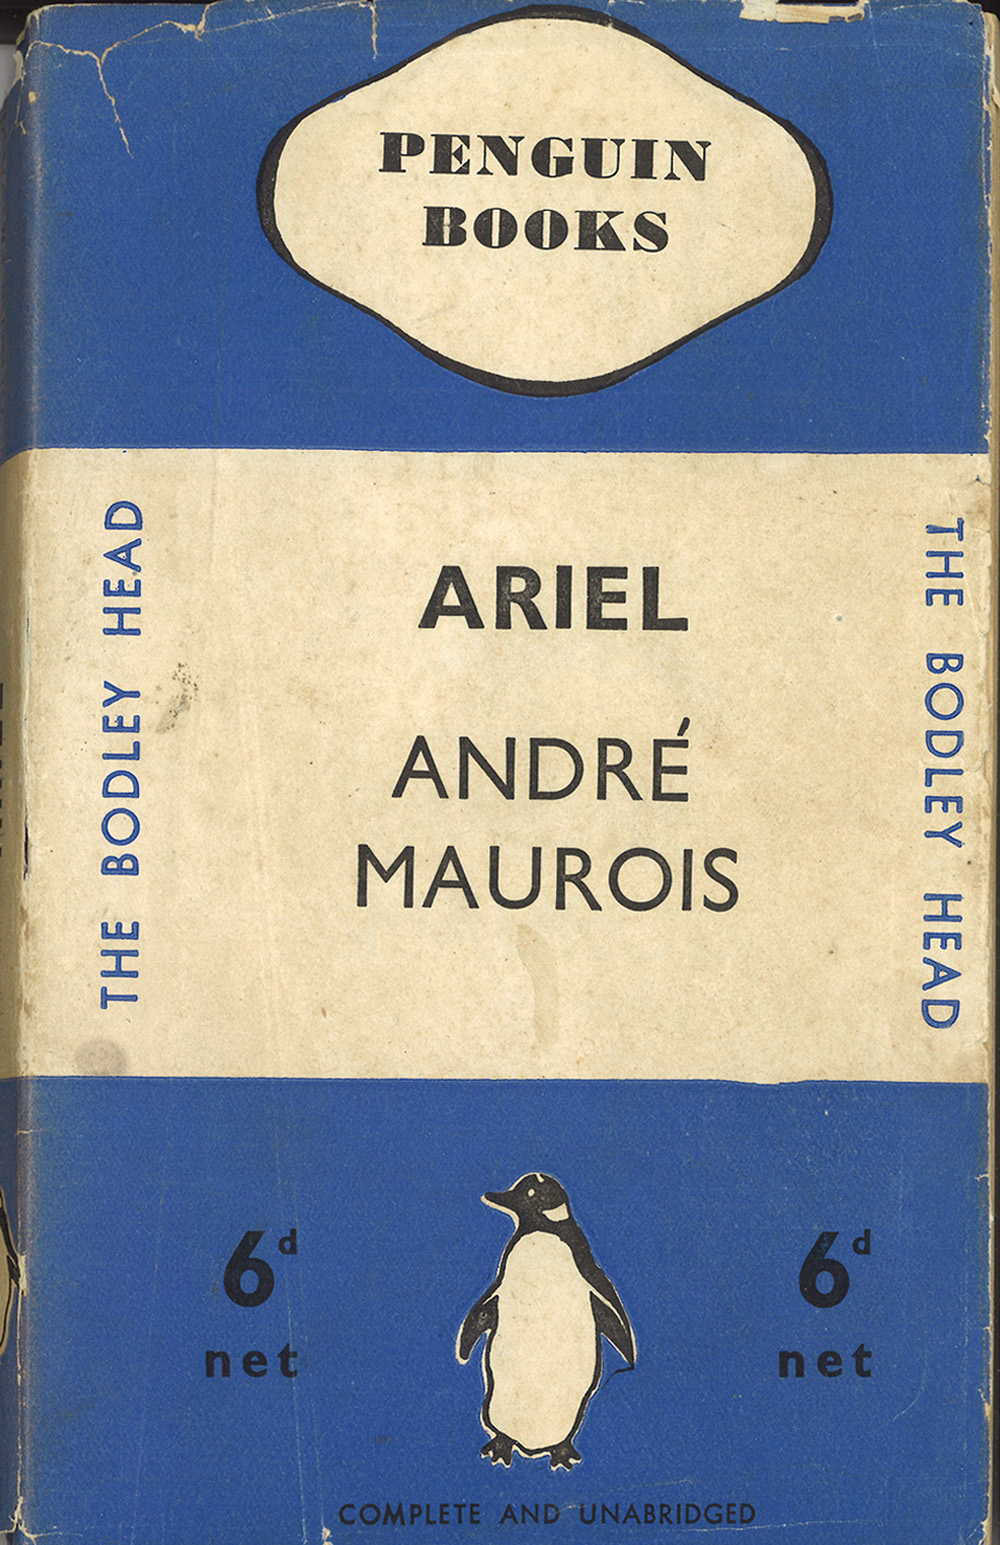 PENGUIN
BOOKS
THE BODLEY HEAD
ARIEL
ANDRÉ
MAUROIS
THE BODLEY HEAD
6d
net
6d
net
COMPLETE AND UNABRIDGED